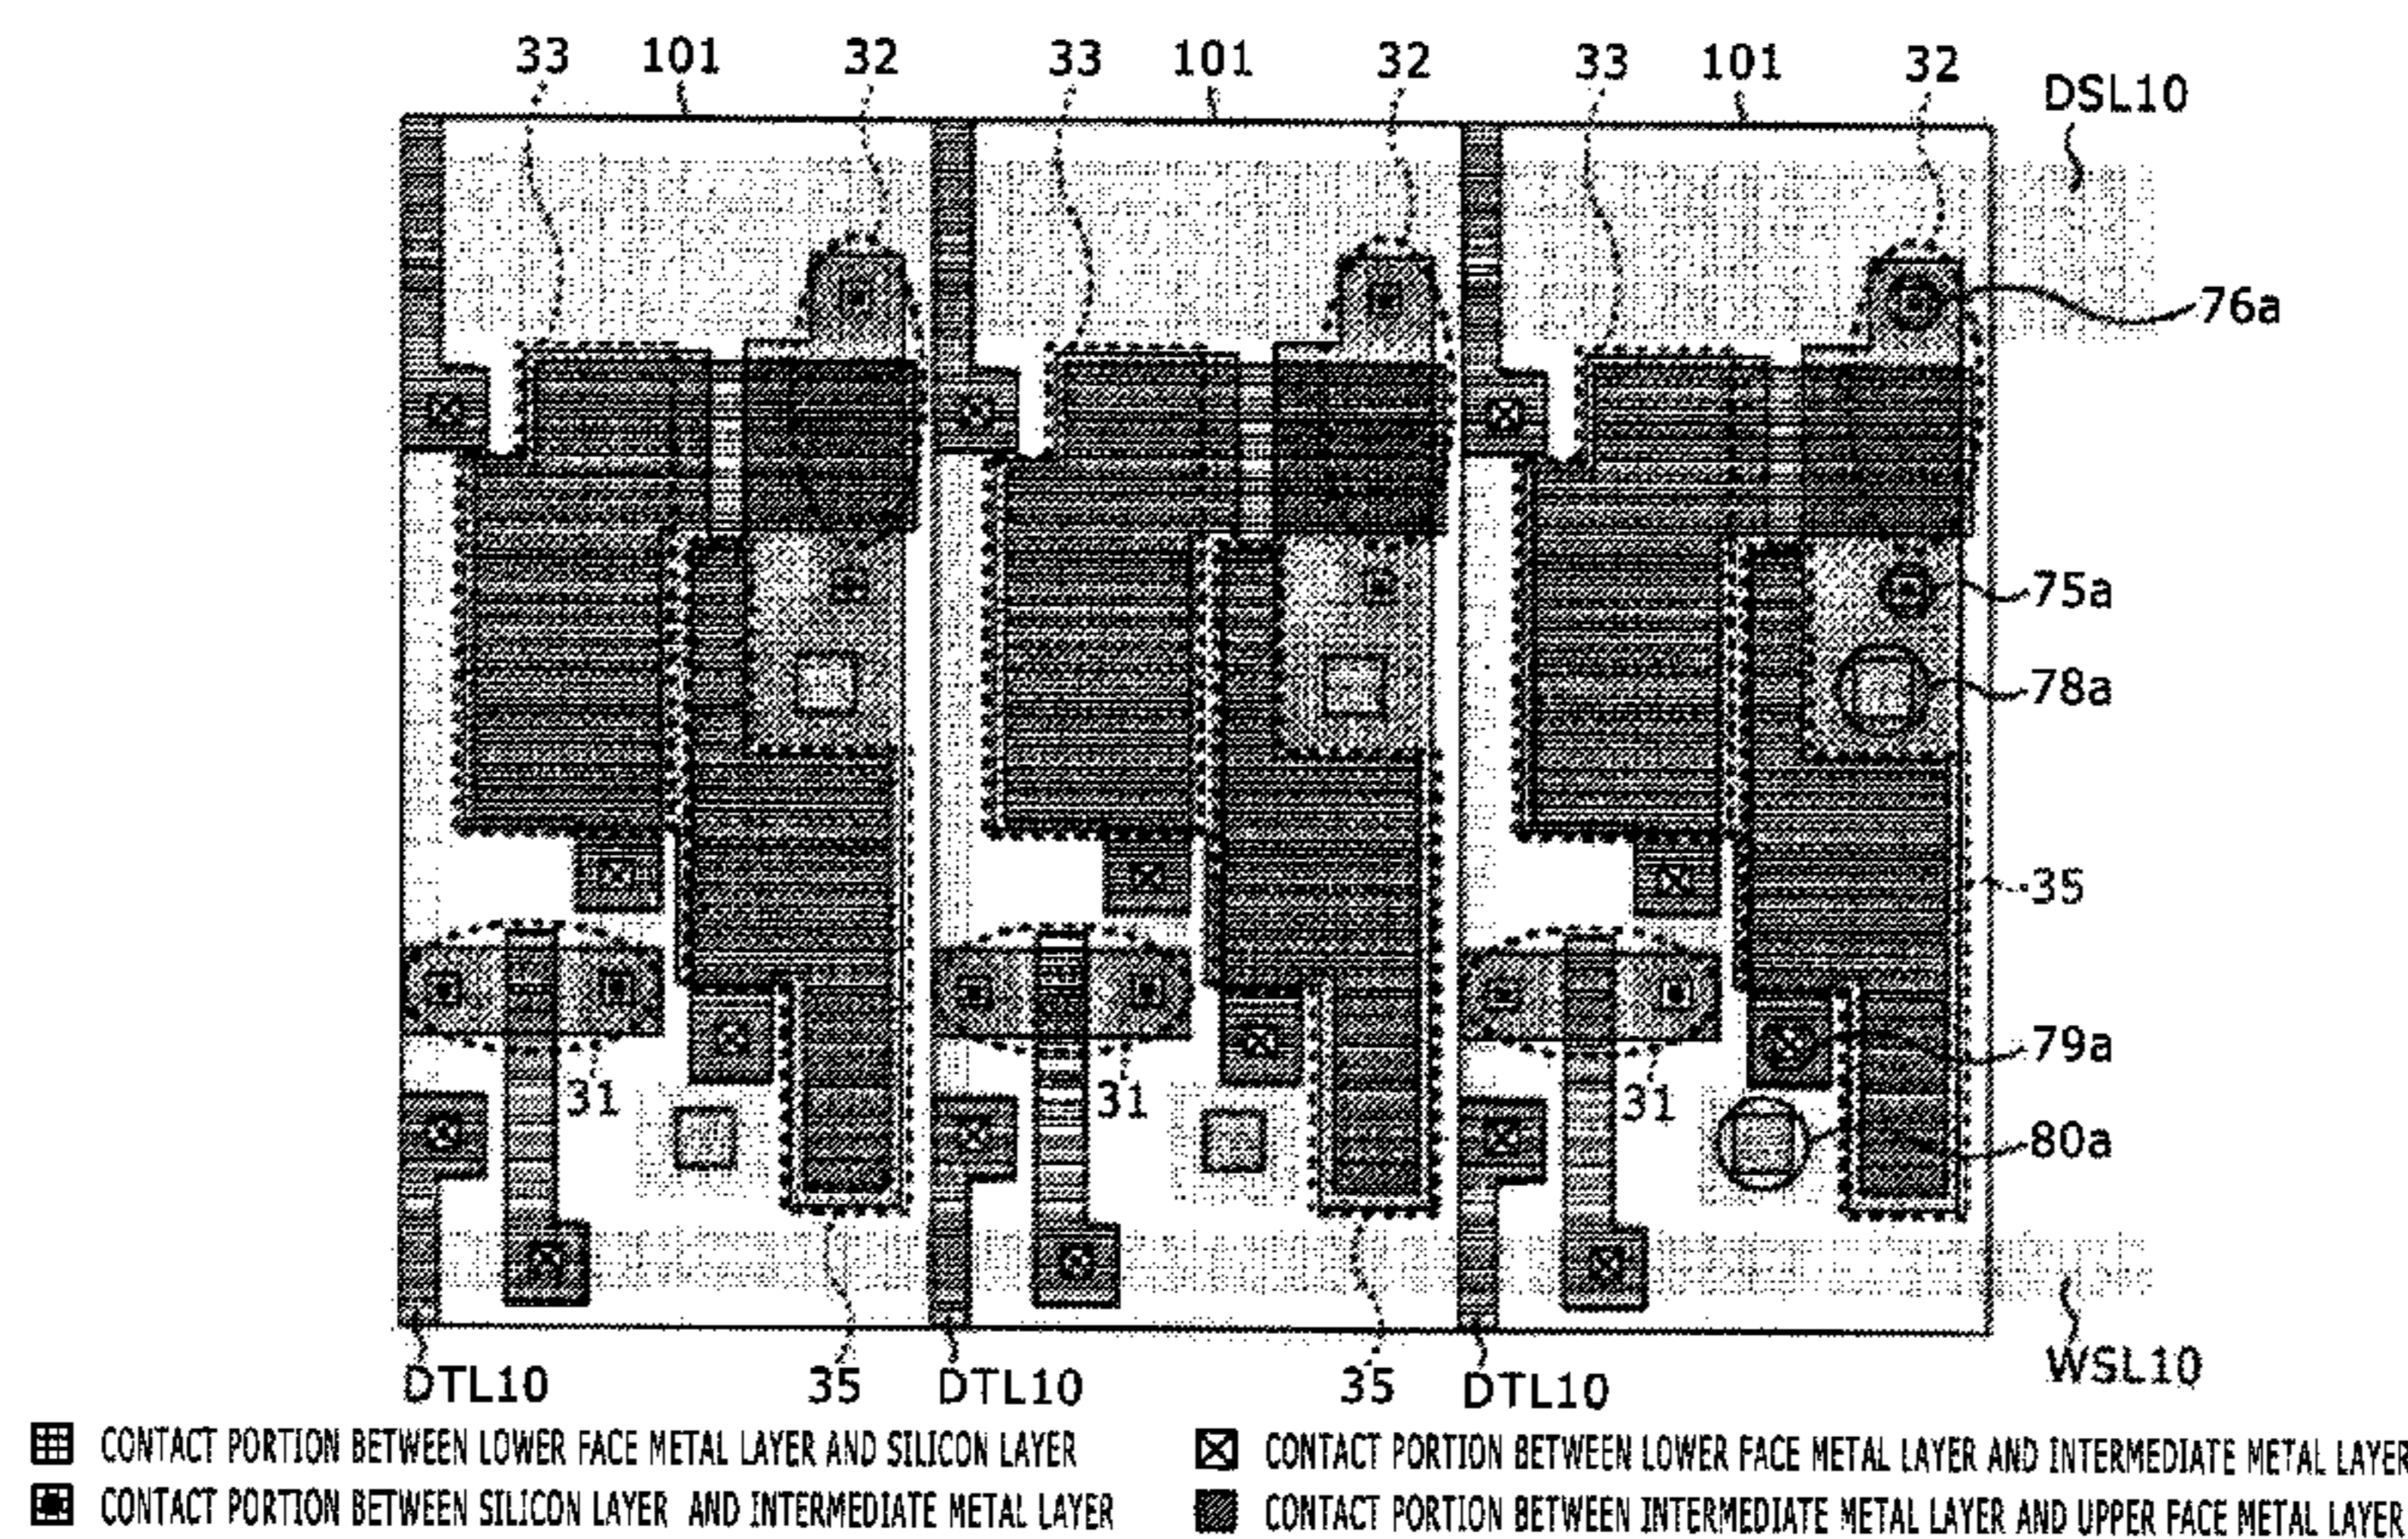 33 101 32 33 101 32 33 101 32
DSL10
76a
75a
78a
35
79a
31 31 31
80a
DTL10 35 DTL10 35 DTL10 WSL10
CONTACT PORTION BETWEEN LOWER FACE METAL LAYER AND SILICON LAYER
CONTACT PORTION BETWEEN LOWER FACE METAL LAYER AND INTERMEDIATE METAL LAYER
CONTACT PORTION BETWEEN SILICON LAYER AND INTERMEDIATE METAL LAYER
CONTACT PORTION BETWEEN INTERMEDIATE METAL LAYER AND UPPER FACE METAL LAYER